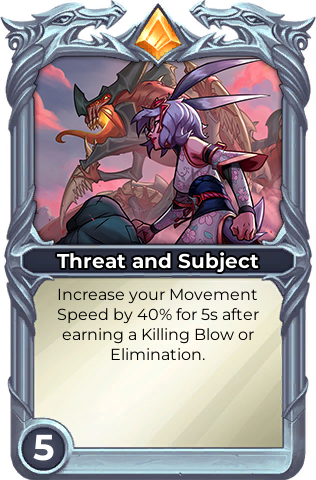 Threat and Subject
Increase your Movement
Speed by 40% for 5s after
earning a Killing Blow or
Elimination.
5